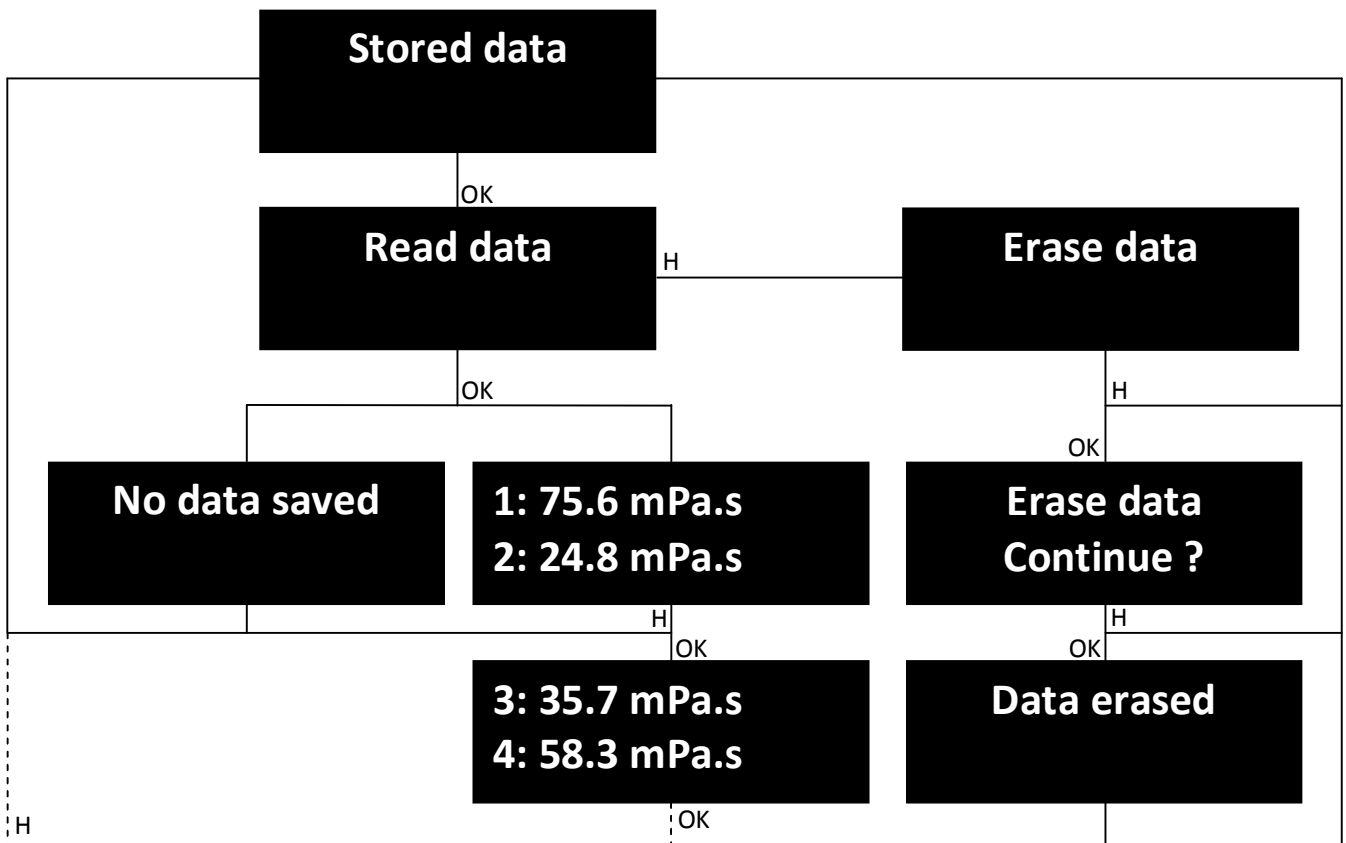 Stored data
OK
Read data
H
Erase data
OK
H
OK
No data saved
1: 75.6 mPa.s
2: 24.8 mPa.s
Erase data
Continue ?
H
OK
H
OK
3: 35.7 mPa.s
4: 58.3 mPa.s
Data erased
H
OK